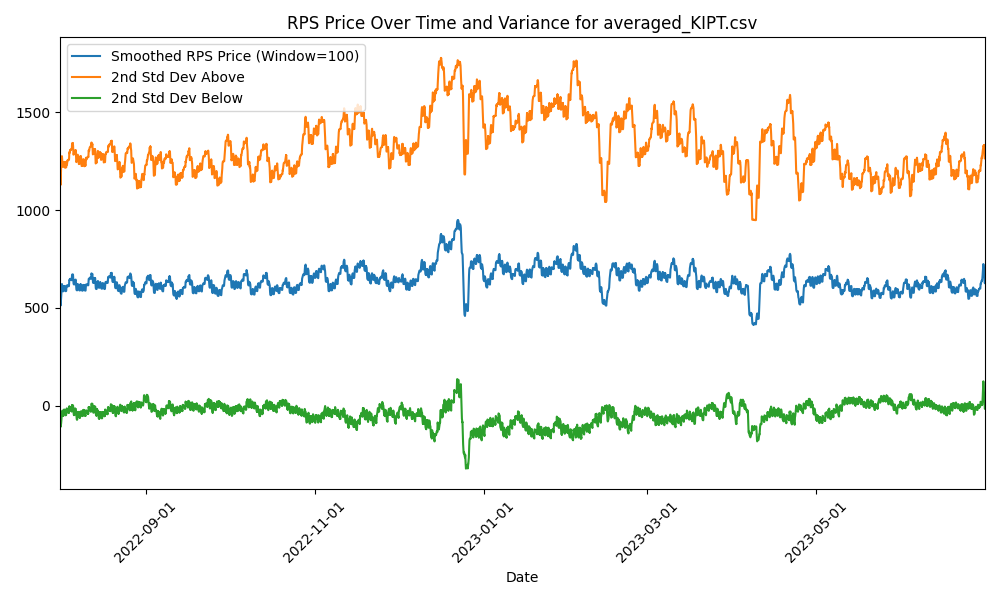 RPS Price Over Time and Variance for averaged_KIPT.csv
Smoothed RPS Price (Window=100)
2nd Std Dev Above
2nd Std Dev Below
1500
1000
500
0
2022-09-01
2022-11-01
2023-01-01
2023-03-01
2023-05-01
Date